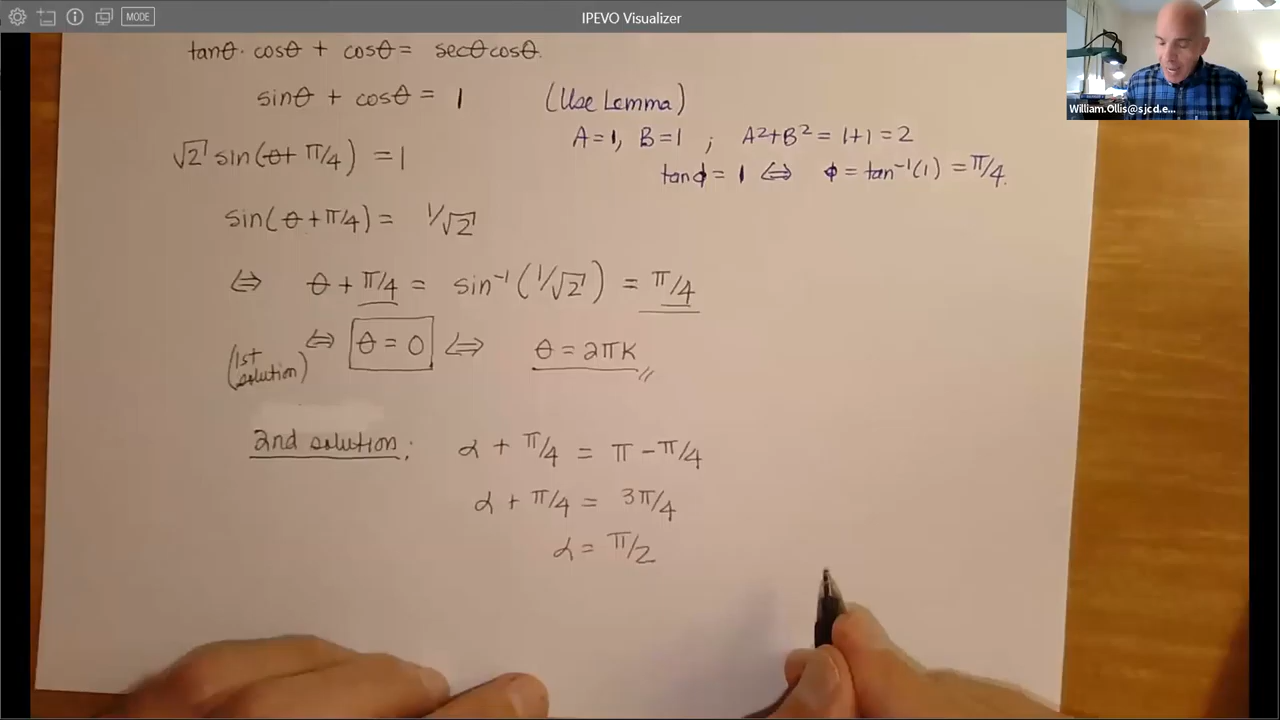 MODE
IPEVO Visualizer
William.Ollis@sjcd.e...
tanθ · cosθ + cosθ = secθcosθ.
sinθ + cosθ = 1 (Use Lemma)
A=1, B=1 ; A²+B² = 1+1 = 2
√2 sin(θ + π/4) = 1
tanϕ = 1 ⇔ ϕ = tan⁻¹(1) = π/4.
sin(θ + π/4) = 1/√2
⇔ θ + π/4 = sin⁻¹(1/√2) = π/4
(1st solution) ⇔ θ = 0 ⇔ θ = 2πK //
2nd solution: α + π/4 = π - π/4
α + π/4 = 3π/4
α = π/2